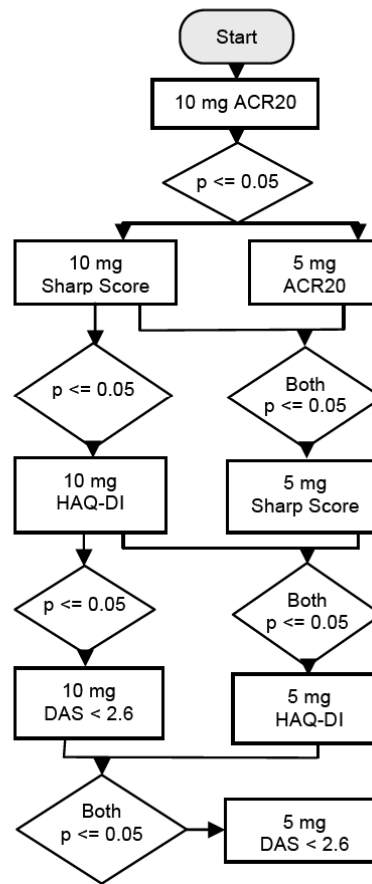 Start
10 mg ACR20
p <= 0.05
10 mg
Sharp Score
5 mg
ACR20
p <= 0.05
Both
p <= 0.05
10 mg
HAQ-DI
5 mg
Sharp Score
p <= 0.05
Both
p <= 0.05
10 mg
DAS < 2.6
5 mg
HAQ-DI
Both
p <= 0.05
5 mg
DAS < 2.6